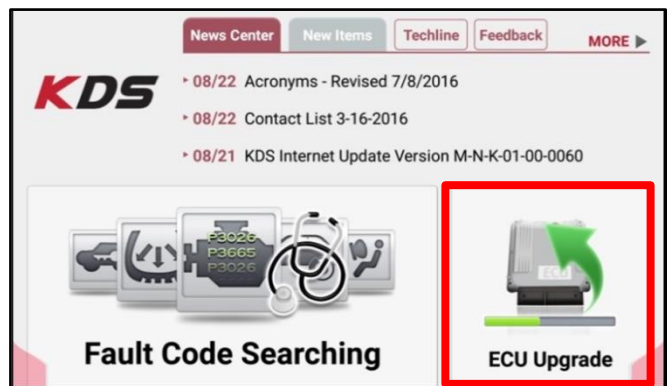 News Center New Items Techline Feedback MORE
KDS
08/22 Acronyms - Revised 7/8/2016
08/22 Contact List 3-16-2016
08/21 KDS Internet Update Version M-N-K-01-00-0060
P3026
P3665
P3026
ECU
Fault Code Searching
ECU Upgrade